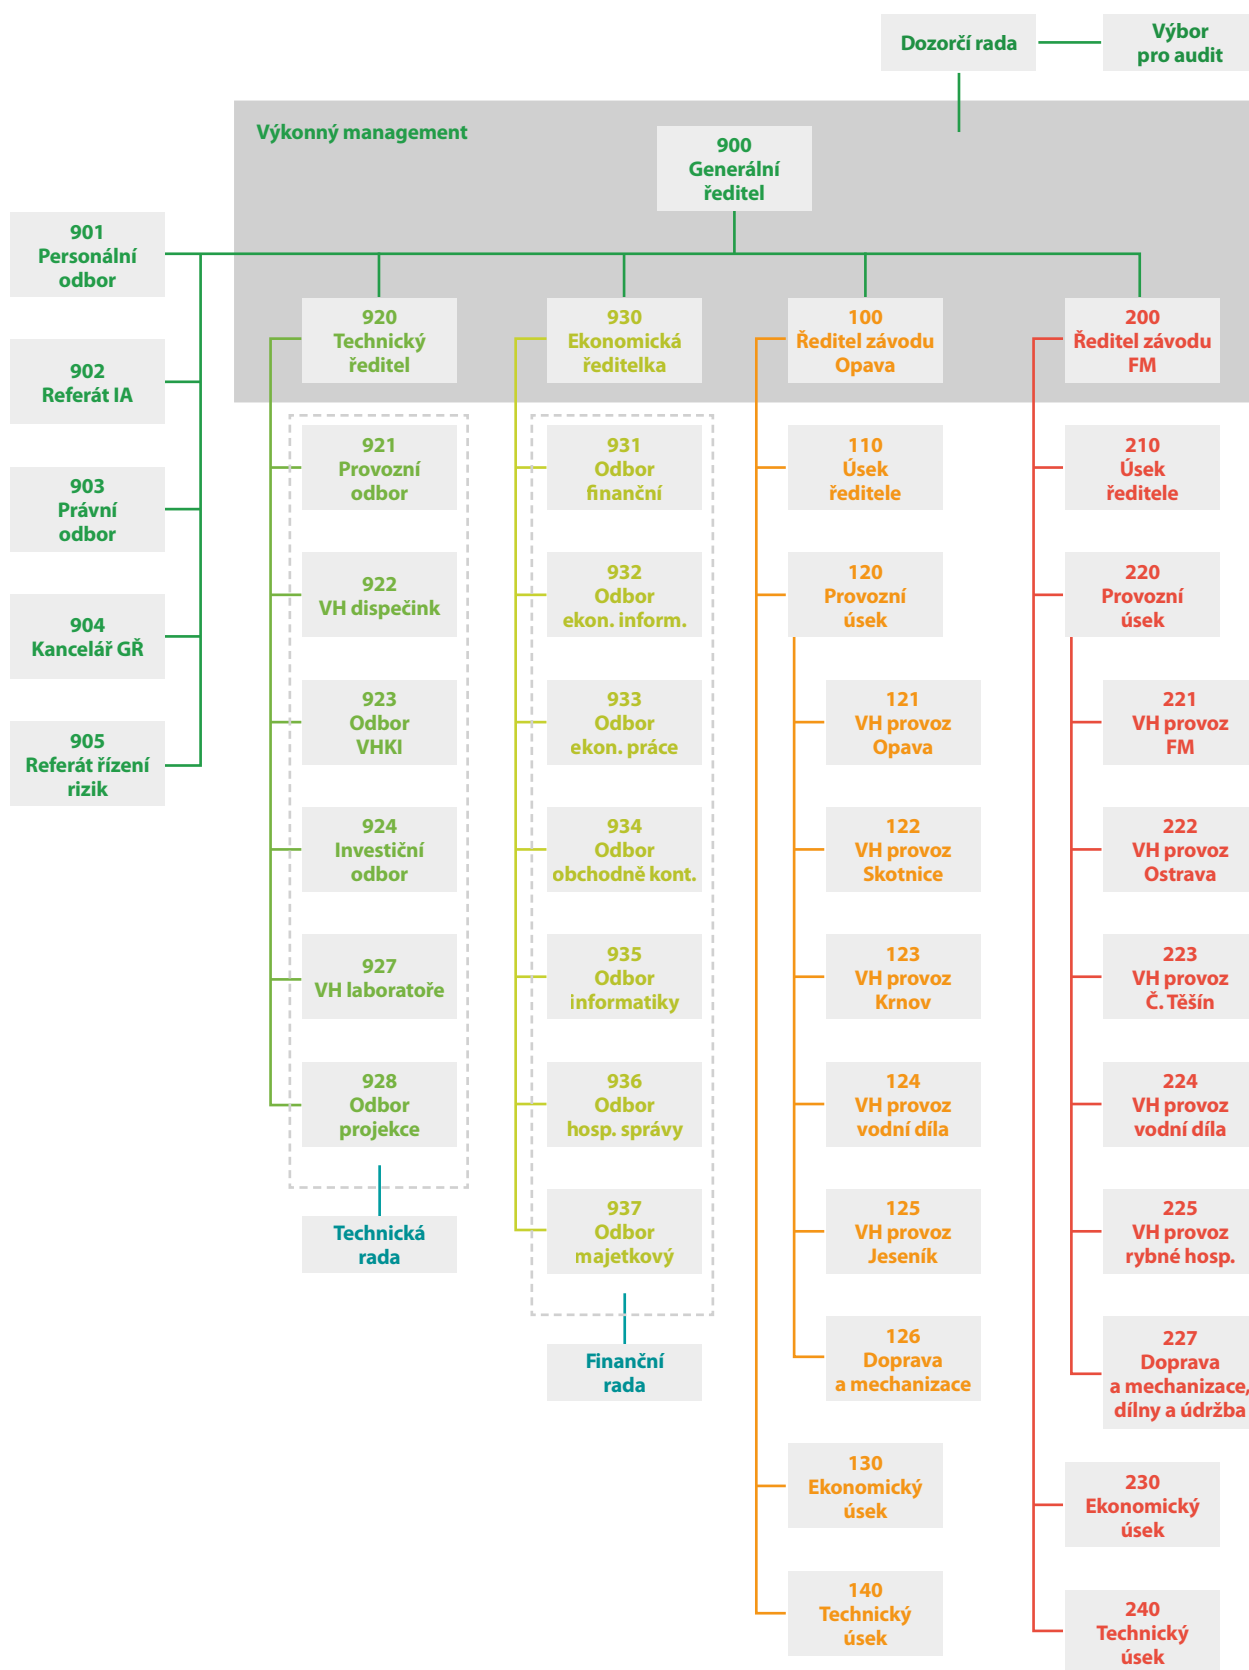 Dozorčí rada
Výbor
pro audit
Výkonný management
900
Generální
ředitel
901
Personální
odbor
902
Referát IA
903
Právní
odbor
904
Kancelář GŘ
905
Referát řízení
rizik
920
Technický
ředitel
921
Provozní
odbor
922
VH dispečink
923
Odbor
VHKI
924
Investiční
odbor
927
VH laboratoře
928
Odbor
projekce
Technická
rada
930
Ekonomická
ředitelka
931
Odbor
finanční
932
Odbor
ekon. inform.
933
Odbor
ekon. práce
934
Odbor
obchodně kont.
935
Odbor
informatiky
936
Odbor
hosp. správy
937
Odbor
majetkový
Finanční
rada
100
Ředitel závodu
Opava
110
Úsek
ředitele
120
Provozní
úsek
121
VH provoz
Opava
122
VH provoz
Skotnice
123
VH provoz
Krnov
124
VH provoz
vodní díla
125
VH provoz
Jeseník
126
Doprava
a mechanizace
130
Ekonomický
úsek
140
Technický
úsek
200
Ředitel závodu
FM
210
Úsek
ředitele
220
Provozní
úsek
221
VH provoz
FM
222
VH provoz
Ostrava
223
VH provoz
Č. Těšín
224
VH provoz
vodní díla
225
VH provoz
rybné hosp.
227
Doprava
a mechanizace,
dílny a údržba
230
Ekonomický
úsek
240
Technický
úsek